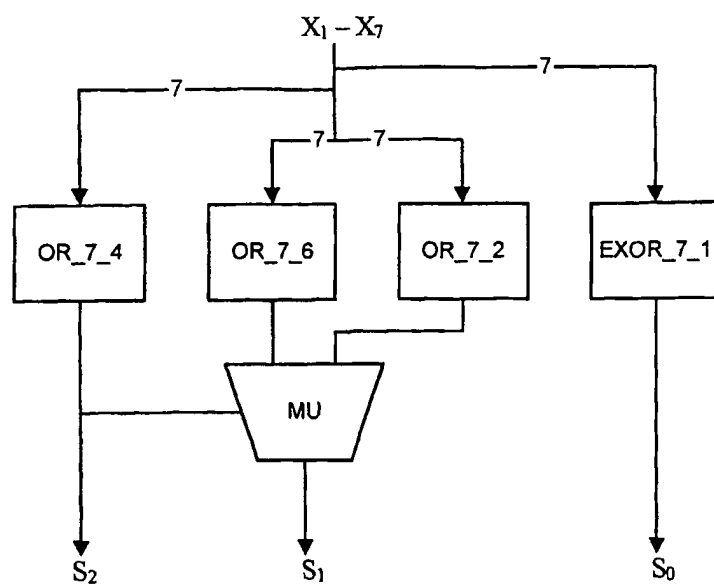 X₁ – X₇
7
7
7 7
OR_7_4
OR_7_6
OR_7_2
EXOR_7_1
MU
S₂
S₁
S₀